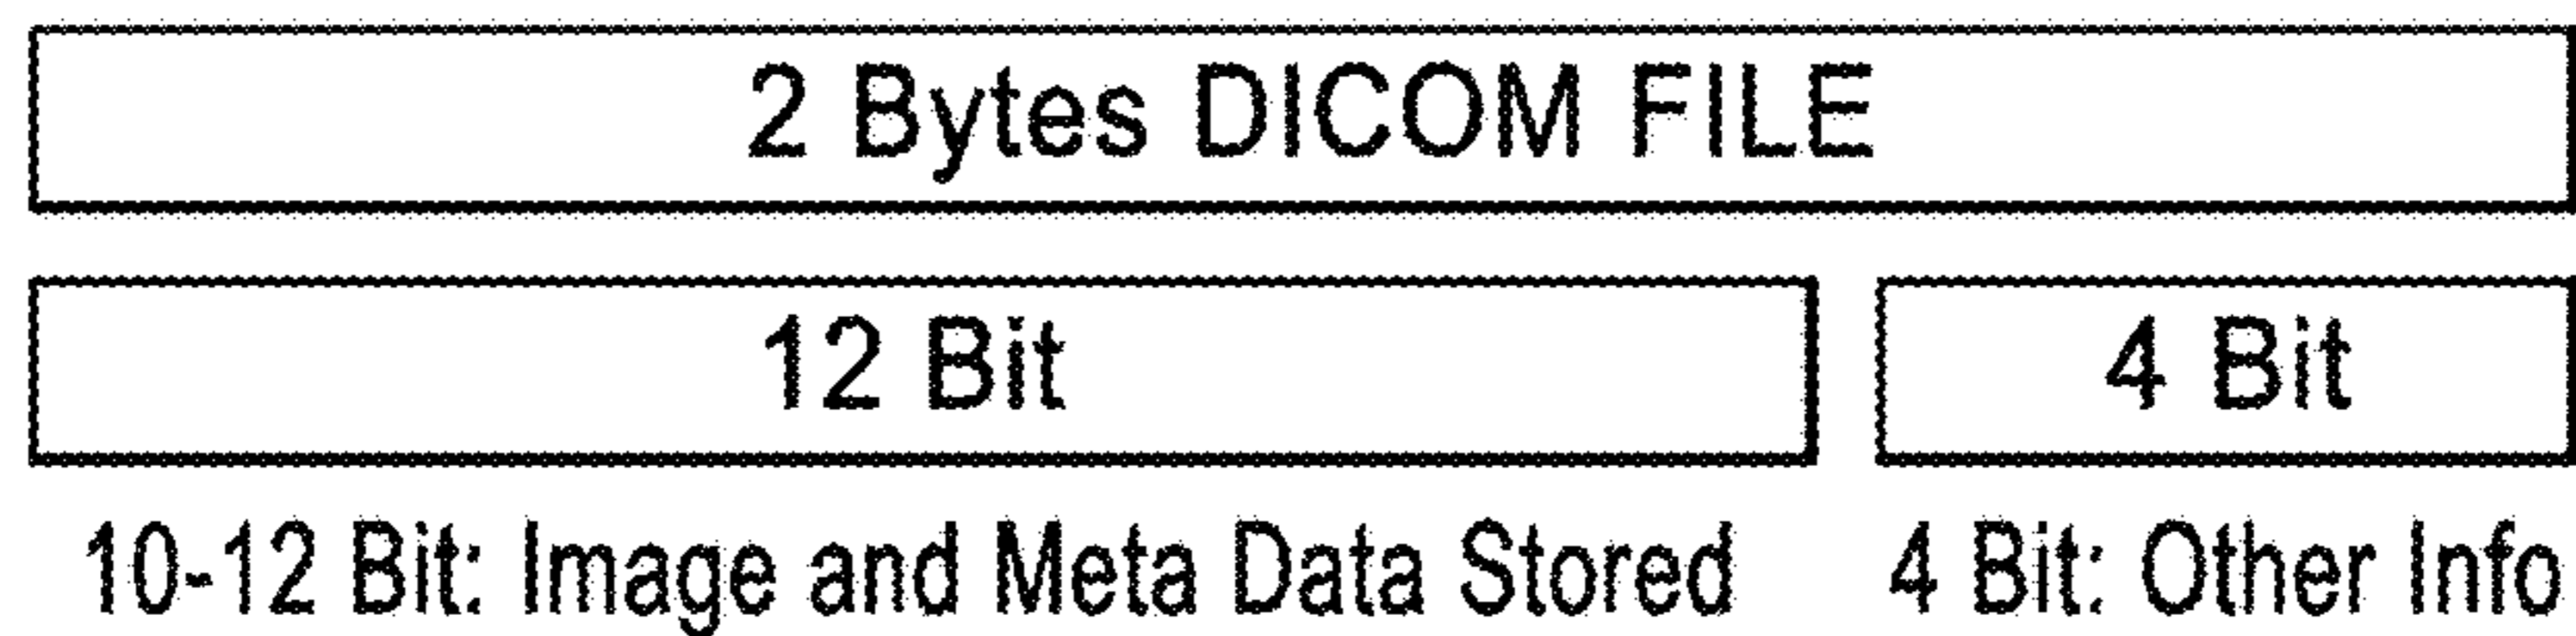 2 Bytes DICOM FILE
12 Bit 4 Bit
10-12 Bit: Image and Meta Data Stored 4 Bit: Other Info